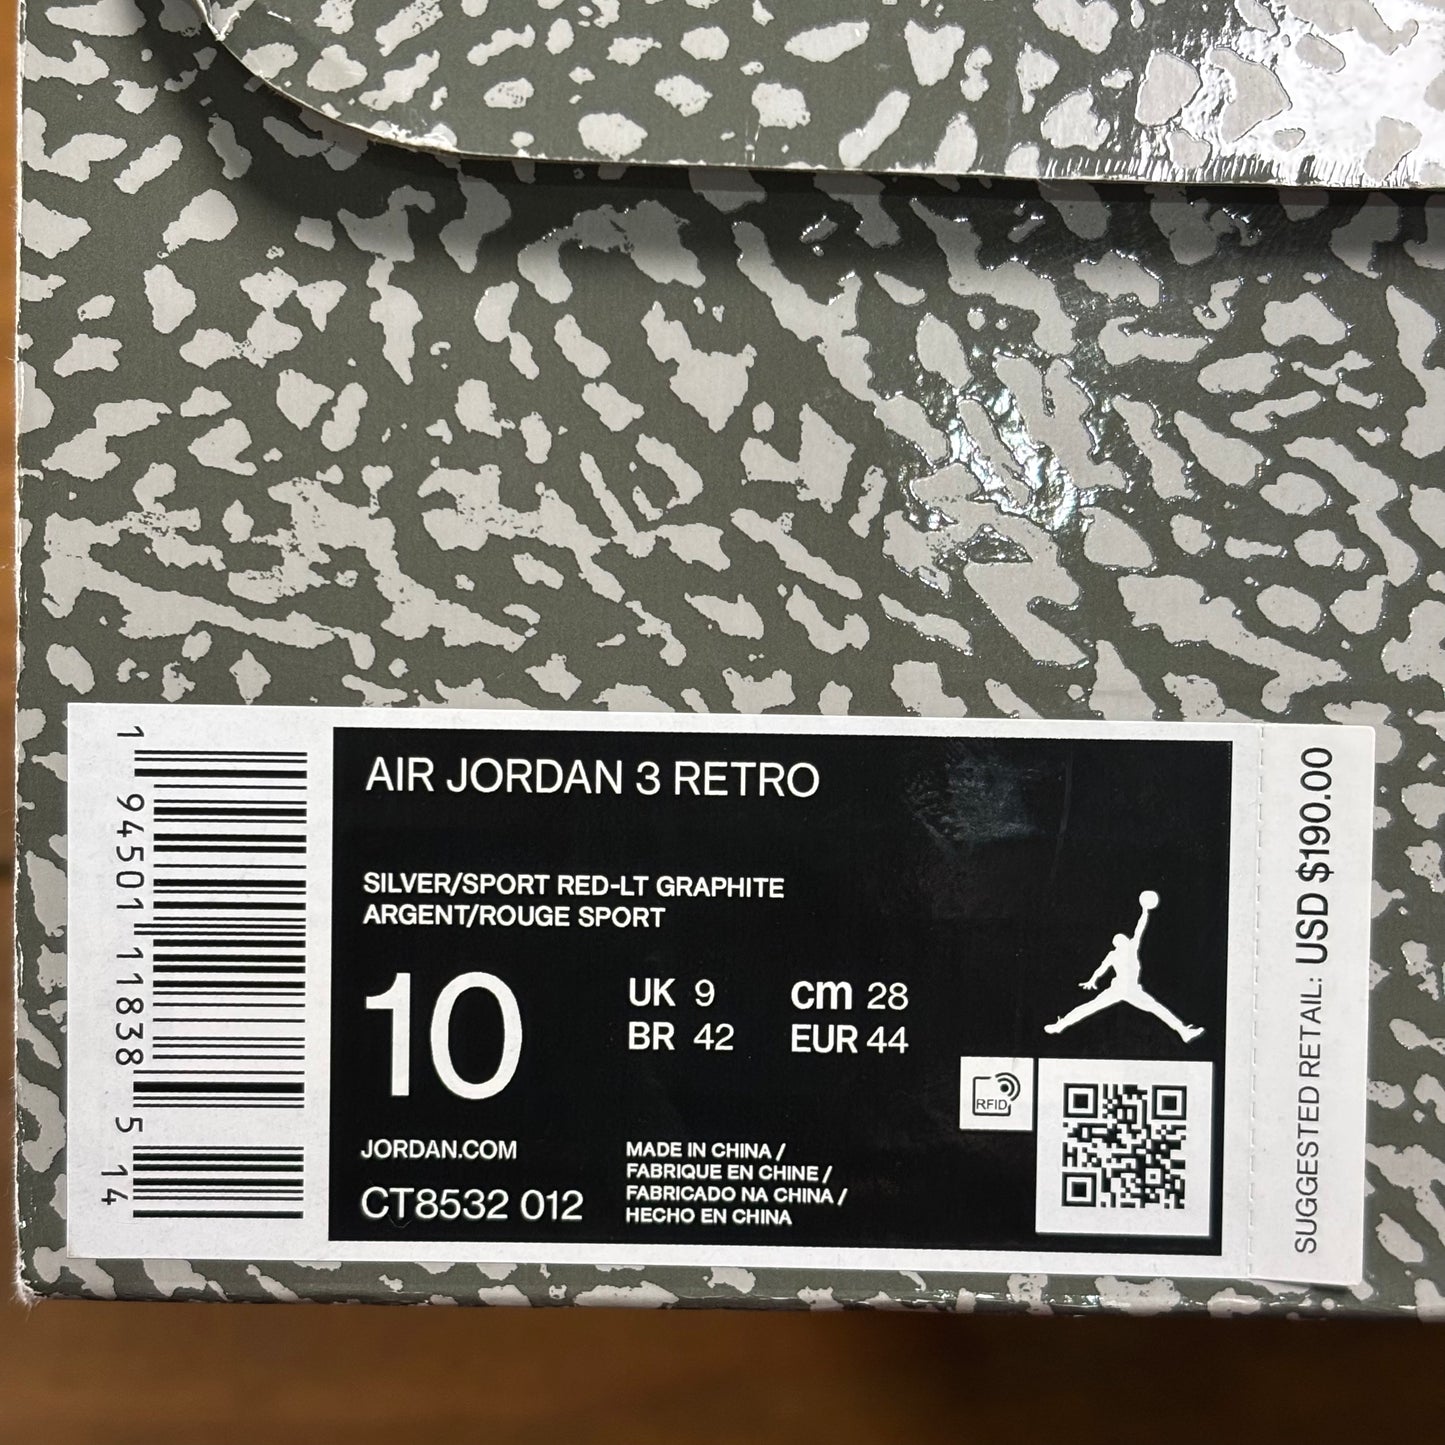 AIR JORDAN 3 RETRO
SILVER/SPORT RED-LT GRAPHITE
ARGENT/ROUGE SPORT
10
UK 9
cm 28
BR 42
EUR 44
RFID
JORDAN.COM
CT8532 012
MADE IN CHINA /
FABRIQUE EN CHINE /
FABRICADO NA CHINA /
HECHO EN CHINA
1 94501 11838 5 14
SUGGESTED RETAIL: USD $190.00